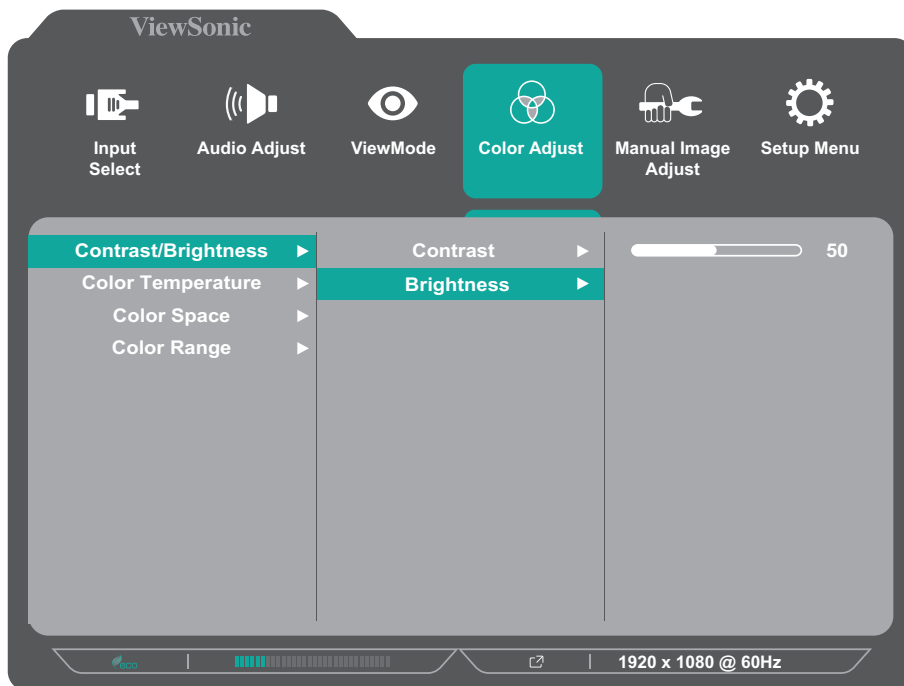 ViewSonic
Input Select
Audio Adjust
ViewMode
Color Adjust
Manual Image Adjust
Setup Menu
Contrast/Brightness
Contrast
50
Color Temperature
Brightness
Color Space
Color Range
eco
1920 x 1080 @ 60Hz